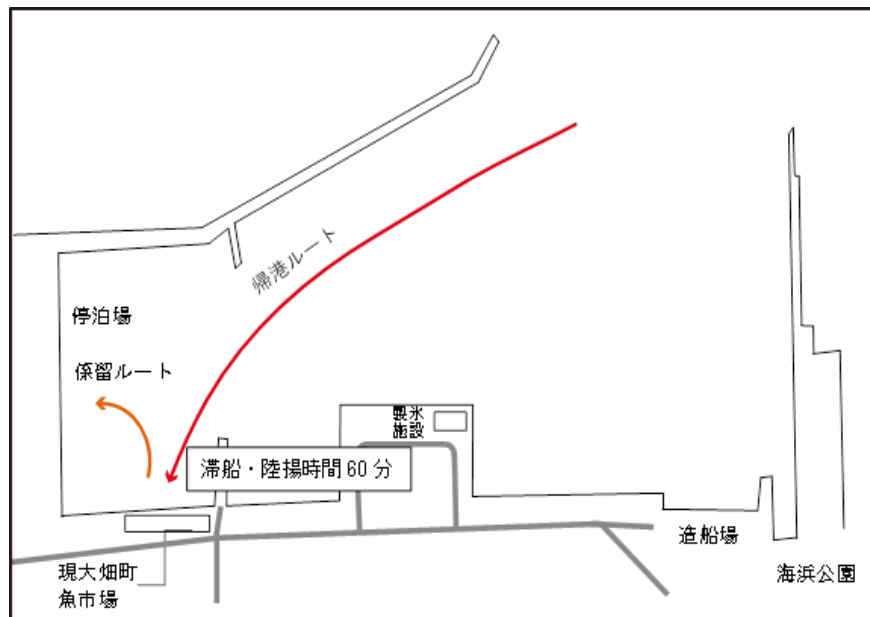 帰港ルート
停泊場
係留ルート
製氷
施設
滞船・陸揚時間60分
造船場
現大畑町
魚市場
海浜公園